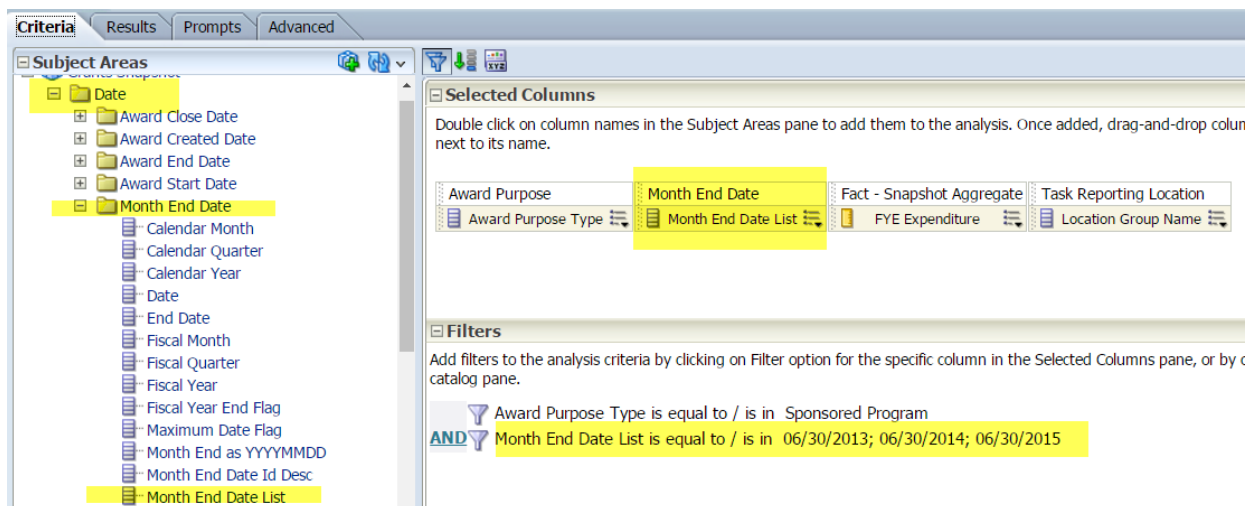 Criteria Results Prompts Advanced
Subject Areas
Grants Snapshot
Date
Award Close Date
Award Created Date
Award End Date
Award Start Date
Month End Date
Calendar Month
Calendar Quarter
Calendar Year
Date
End Date
Fiscal Month
Fiscal Quarter
Fiscal Year
Fiscal Year End Flag
Maximum Date Flag
Month End as YYYYMMDD
Month End Date Id Desc
Month End Date List
XYZ
Selected Columns
Double click on column names in the Subject Areas pane to add them to the analysis. Once added, drag-and-drop colum
next to its name.
Award Purpose Month End Date Fact - Snapshot Aggregate Task Reporting Location
Award Purpose Type Month End Date List FYE Expenditure Location Group Name
Filters
Add filters to the analysis criteria by clicking on Filter option for the specific column in the Selected Columns pane, or by c
catalog pane.
Award Purpose Type is equal to / is in Sponsored Program
AND Month End Date List is equal to / is in 06/30/2013; 06/30/2014; 06/30/2015